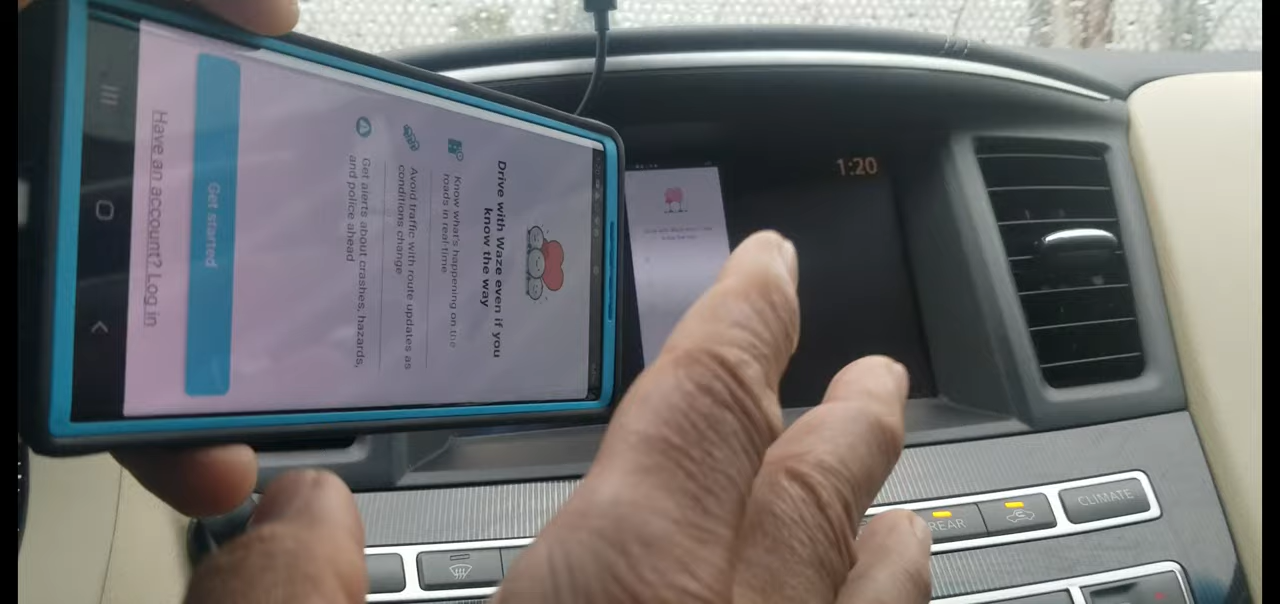 Drive with Waze even if you
know the way
Know what's happening on the
roads in real-time
Avoid traffic with route updates as
conditions change
Get alerts about crashes, hazards,
and police ahead
Get started
Have an account? Log in
1:20
REAR
CLIMATE